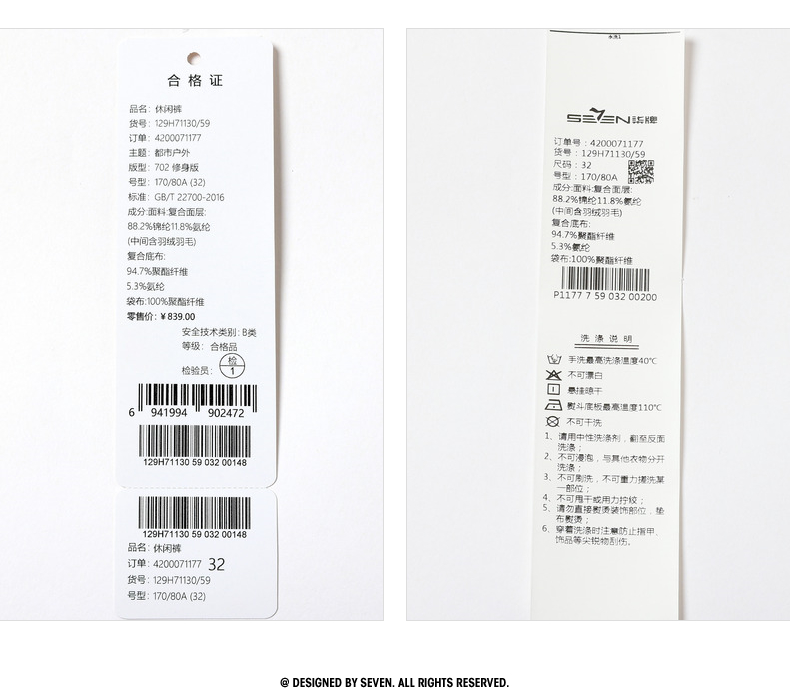 合格证
品名：休闲裤
货号：129H71130/59
订单：4200071177
主题：都市户外
版型：702 修身版
号型：170/80A (32)
标准：GB/T 22700-2016
成分:面料:复合面层:
88.2%锦纶11.8%氨纶
(中间含羽绒羽毛)
复合底布:
94.7%聚酯纤维
5.3%氨纶
袋布:100%聚酯纤维
零售价：¥839.00
安全技术类别：B类
等级：合格品
检验员：
检
1
6 941994 902472
129H71130 59 032 00148
129H71130 59 032 00148
品名：休闲裤
订单：4200071177 32
货号：129H71130/59
号型：170/80A (32)
水洗1
SEVEN 柒牌
订单号：4200071177
货号：129H71130/59
尺码：32
号型：170/80A
成分:面料:复合面层:
88.2%锦纶11.8%氨纶
(中间含羽绒羽毛)
复合底布:
94.7%聚酯纤维
5.3%氨纶
袋布:100%聚酯纤维
P1177 7 59 032 00200
洗涤说明
手洗最高洗涤温度40℃
不可漂白
悬挂晾干
熨斗底板最高温度110℃
不可干洗
1、请用中性洗涤剂，翻至反面
洗涤；
2、不可浸泡，与其他衣物分开
洗涤；
3、不可刷洗，不可重力搓洗某
一部位；
4、不可甩干或用力拧绞；
5、请勿直接熨烫装饰部位，垫
布熨烫；
6、穿着洗涤时注意防止指甲，
饰品等尖锐物刮伤。
@ DESIGNED BY SEVEN. ALL RIGHTS RESERVED.